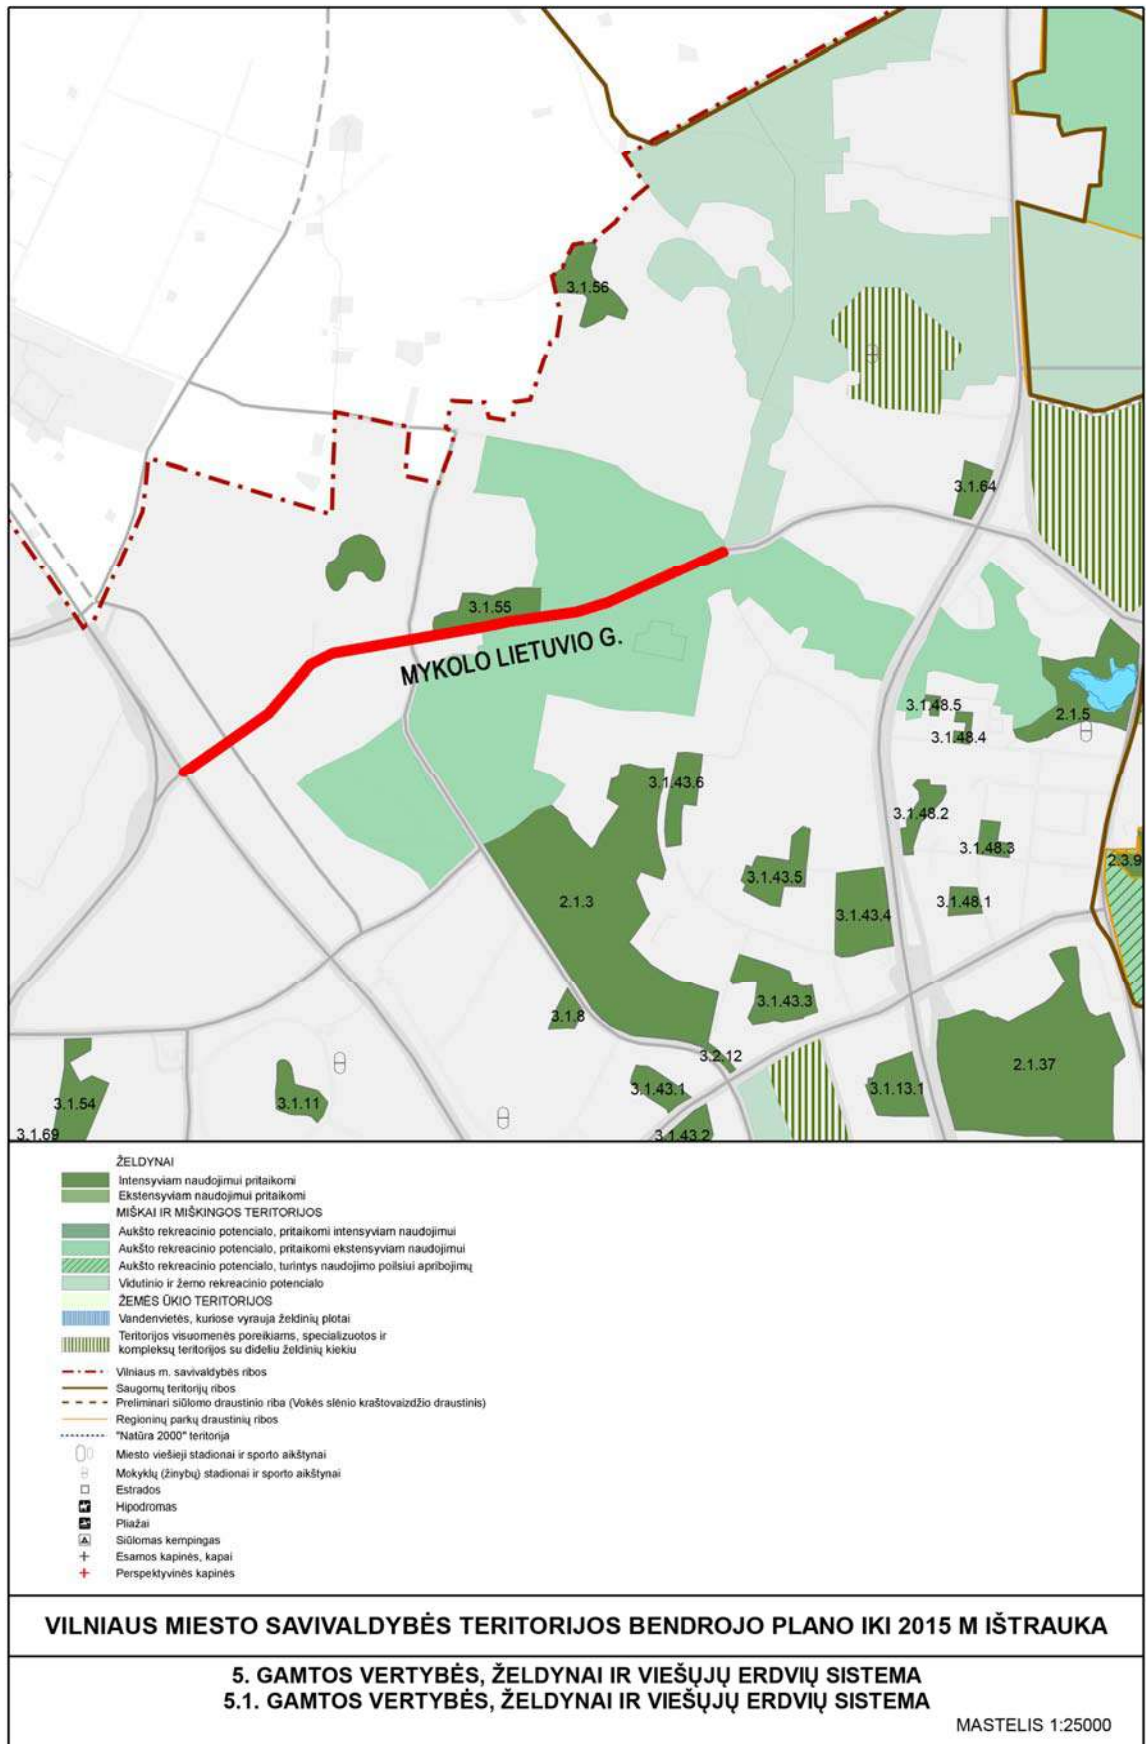 3.1.56
3.1.64
3.1.55
MYKOLO LIETUVIO G.
3.1.48.5
2.1.5
3.1.48.4
3.1.43.6
3.1.48.2
3.1.48.3
2.3.9
3.1.43.5
2.1.3
3.1.48.1
3.1.43.4
3.1.43.3
3.1.8
3.2.12
2.1.37
3.1.43.1
3.1.13.1
3.1.54
3.1.11
3.1.69
3.1.43.2
ŽELDYNAI
Intensyviam naudojimui pritaikomi
Ekstensyviam naudojimui pritaikomi
MIŠKAI IR MIŠKINGOS TERITORIJOS
Aukšto rekreacinio potencialo, pritaikomi intensyviam naudojimui
Aukšto rekreacinio potencialo, pritaikomi ekstensyviam naudojimui
Aukšto rekreacinio potencialo, turintys naudojimo poilsiui apribojimų
Vidutinio ir žemo rekreacinio potencialo
ŽEMĖS ŪKIO TERITORIJOS
Vandenvietės, kuriose vyrauja želdinių plotai
Teritorijos visuomenės poreikiams, specializuotos ir
kompleksų teritorijos su dideliu želdinių kiekiu
Vilniaus m. savivaldybės ribos
Saugomų teritorijų ribos
Preliminari siūlomo draustinio riba (Vokės slėnio kraštovaizdžio draustinis)
Regioninų parkų draustinių ribos
"Natūra 2000" teritorija
Miesto viešieji stadionai ir sporto aikštynai
Mokyklų (žinybų) stadionai ir sporto aikštynai
Estrados
Hipodromas
Pliažai
Siūlomas kempingas
Esamos kapinės, kapai
Perspektyvinės kapinės
VILNIAUS MIESTO SAVIVALDYBĖS TERITORIJOS BENDROJO PLANO IKI 2015 M IŠTRAUKA
5. GAMTOS VERTYBĖS, ŽELDYNAI IR VIEŠŲJŲ ERDVIŲ SISTEMA
5.1. GAMTOS VERTYBĖS, ŽELDYNAI IR VIEŠŲJŲ ERDVIŲ SISTEMA
MASTELIS 1:25000